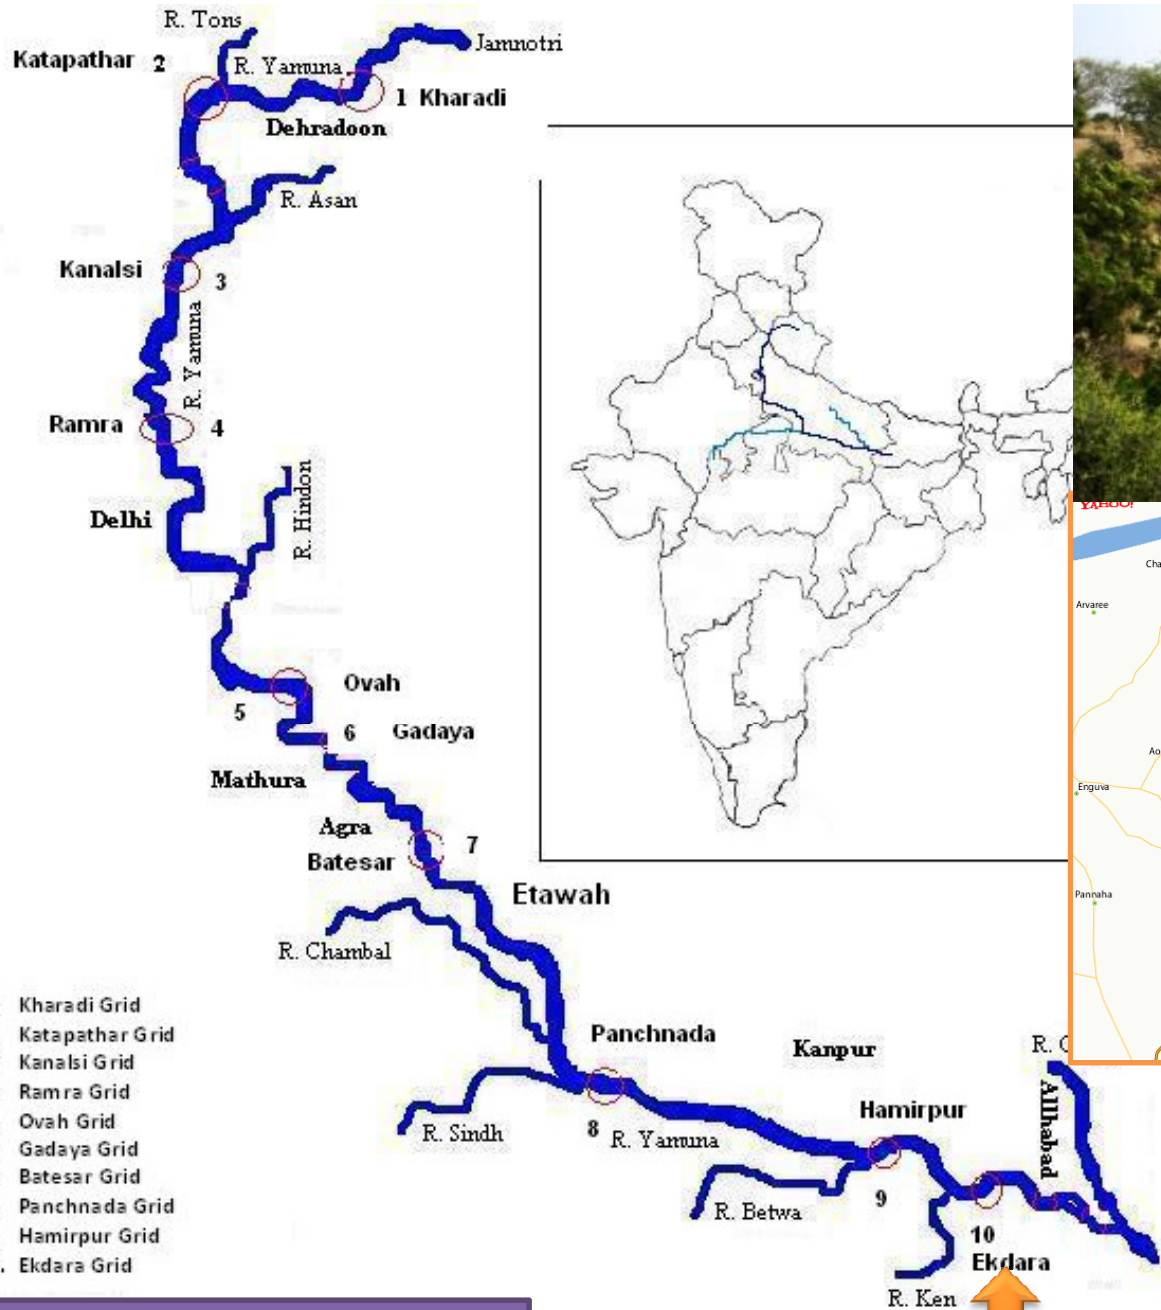 R. Tons
Katapathar 2
R. Yamuna
Jamnotri
1 Kharadi
Dehradoon
R. Asan
Kanalsi
3
R. Yamuna
Ramra
4
Delhi
R. Hindon
YAHOO!
Cha
Arvaree
Ovah
5
6 Gadaya
Mathura
Ao
Enguva
Agra
Batesar
7
Etawah
Pannaha
R. Chambal
Kharadi Grid
Katapathar Grid
Kanalsi Grid
Ramra Grid
Ovah Grid
Gadaya Grid
Batesar Grid
Panchnada Grid
Hamirpur Grid
. Ekdara Grid
Panchnada
Kanpur
R.
Allhabad
Hamirpur
R. Sindh
8 R. Yamuna
R. Betwa
9
10
Ekdara
R. Ken